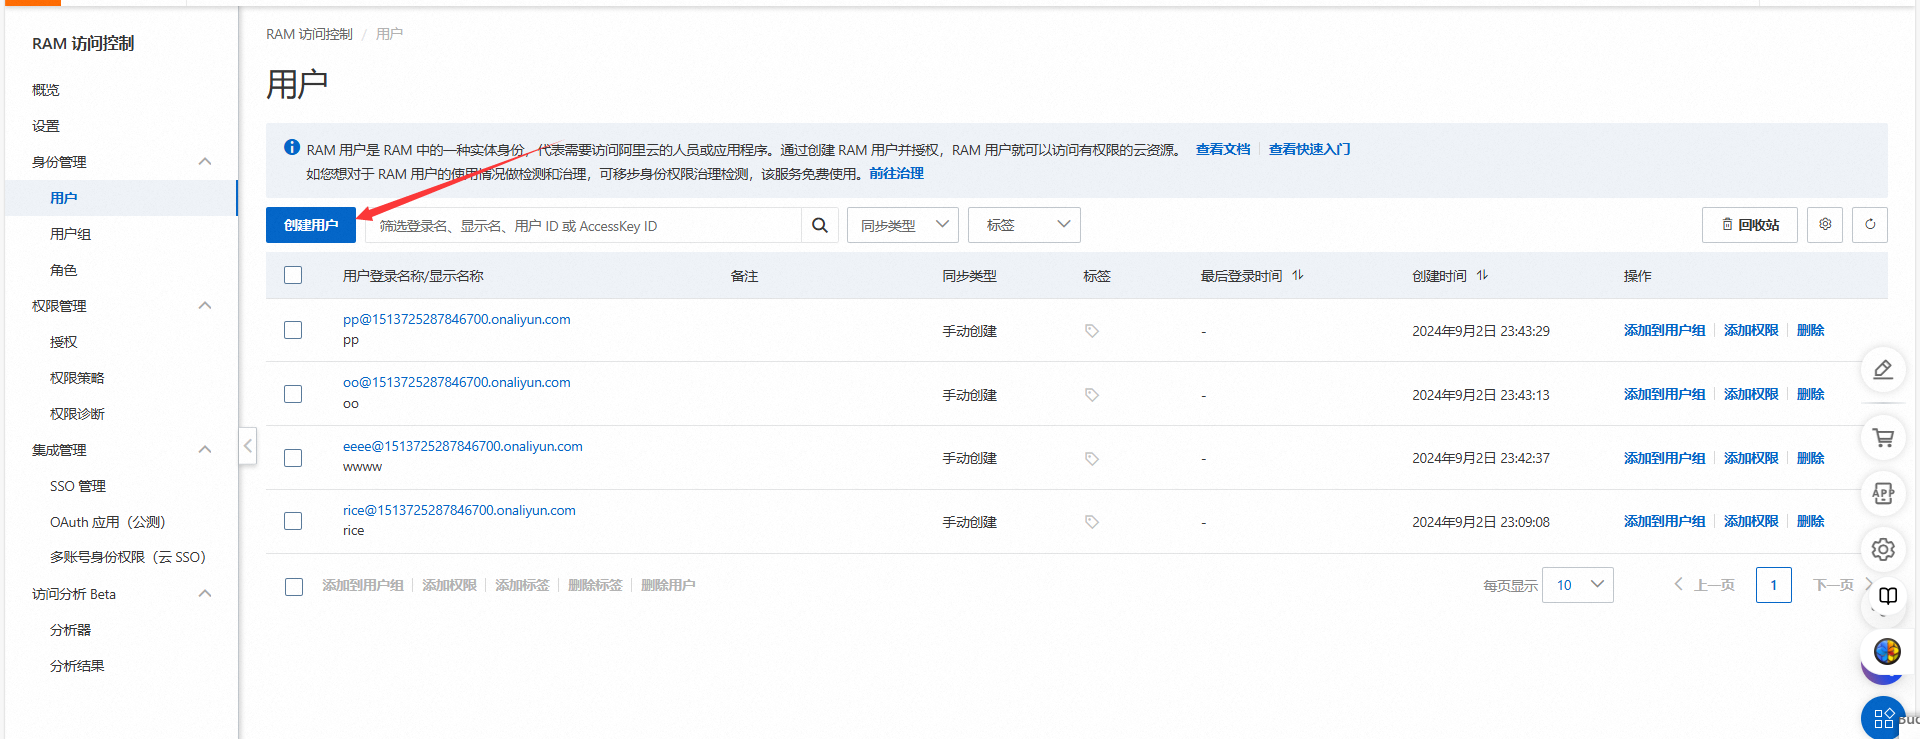 RAM 访问控制
概览
设置
身份管理
用户
用户组
角色
权限管理
授权
权限策略
权限诊断
集成管理
SSO 管理
OAuth 应用（公测）
多账号身份权限（云 SSO）
访问分析 Beta
分析器
分析结果
RAM 访问控制 / 用户
用户
RAM 用户是 RAM 中的一种实体身份，代表需要访问阿里云的人员或应用程序。通过创建 RAM 用户并授权，RAM 用户就可以访问有权限的云资源。 查看文档 查看快速入门
如您想对于 RAM 用户的使用情况做检测和治理，可移步身份权限治理检测，该服务免费使用。前往治理
创建用户 筛选登录名、显示名、用户 ID 或 AccessKey ID 同步类型 标签 回收站
用户登录名称/显示名称 备注 同步类型 标签 最后登录时间 创建时间 操作
pp@1513725287846700.onaliyun.com
pp 手动创建 - 2024年9月2日 23:43:29 添加到用户组 添加权限 删除
oo@1513725287846700.onaliyun.com
oo 手动创建 - 2024年9月2日 23:43:13 添加到用户组 添加权限 删除
eeee@1513725287846700.onaliyun.com
wwww 手动创建 - 2024年9月2日 23:42:37 添加到用户组 添加权限 删除
rice@1513725287846700.onaliyun.com
rice 手动创建 - 2024年9月2日 23:09:08 添加到用户组 添加权限 删除
添加到用户组 添加权限 添加标签 删除标签 删除用户 每页显示 10 上一页 1 下一页
APP